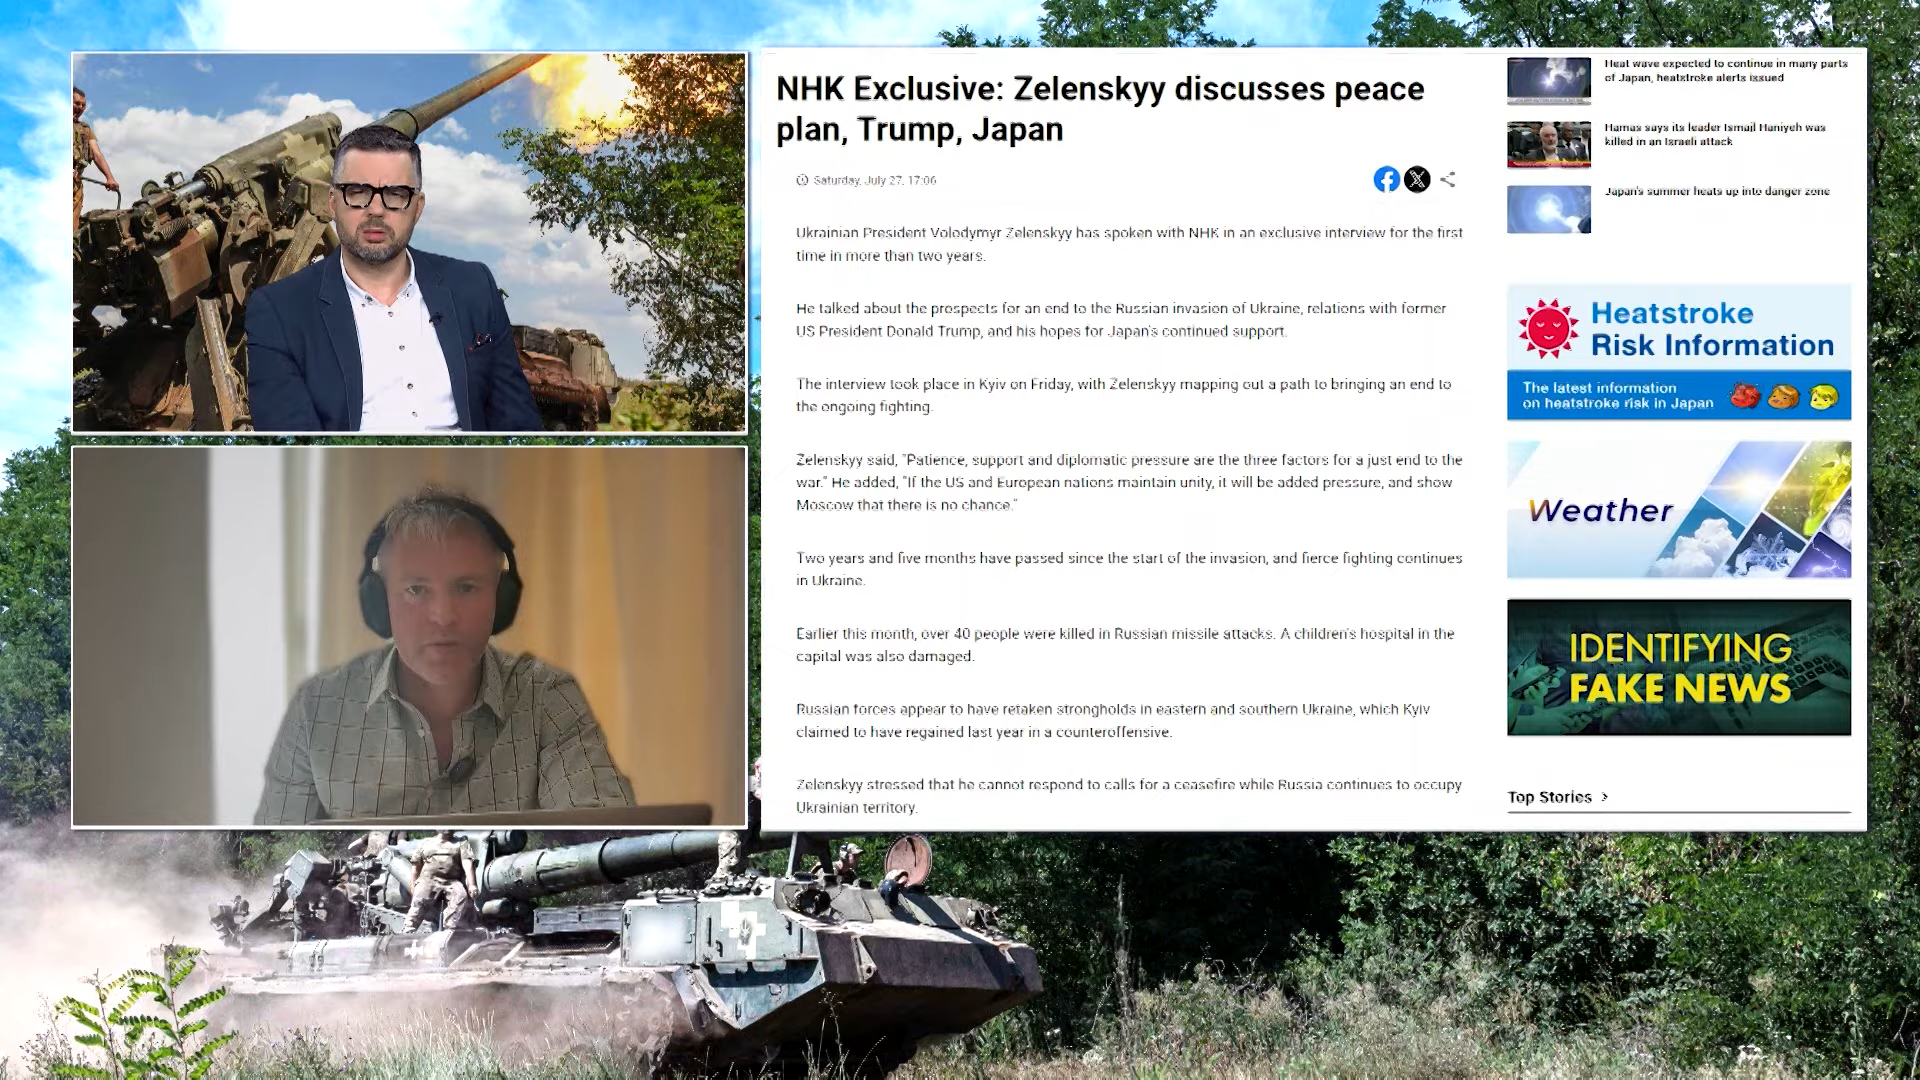 NHK Exclusive: Zelenskyy discusses peace
plan, Trump, Japan
Saturday, July 27, 17:06
Ukrainian President Volodymyr Zelenskyy has spoken with NHK in an exclusive interview for the first
time in more than two years.
He talked about the prospects for an end to the Russian invasion of Ukraine, relations with former
US President Donald Trump, and his hopes for Japan's continued support.
The interview took place in Kyiv on Friday, with Zelenskyy mapping out a path to bringing an end to
the ongoing fighting.
Zelenskyy said, "Patience, support and diplomatic pressure are the three factors for a just end to the
war." He added, "If the US and European nations maintain unity, it will be added pressure, and show
Moscow that there is no chance."
Two years and five months have passed since the start of the invasion, and fierce fighting continues
in Ukraine.
Earlier this month, over 40 people were killed in Russian missile attacks. A children's hospital in the
capital was also damaged.
Russian forces appear to have retaken strongholds in eastern and southern Ukraine, which Kyiv
claimed to have regained last year in a counteroffensive.
Zelenskyy stressed that he cannot respond to calls for a ceasefire while Russia continues to occupy
Ukrainian territory.
Heat wave expected to continue in many parts
of Japan, heatstroke alerts issued
Hamas says its leader Ismail Haniyeh was
killed in an Israeli attack
Japan's summer heats up into danger zone
Heatstroke
Risk Information
The latest information
on heatstroke risk in Japan
Weather
IDENTIFYING
FAKE NEWS
Top Stories >